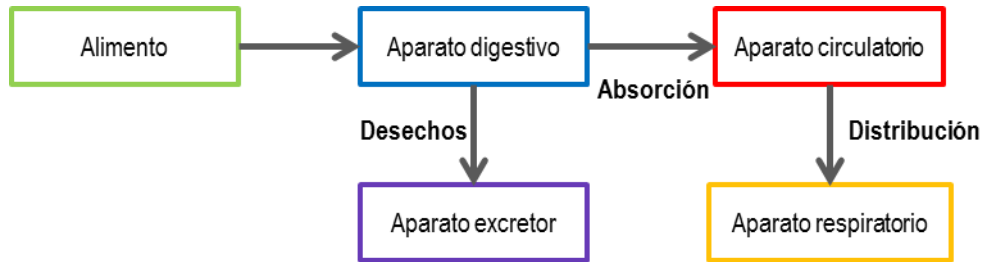 Alimento
Aparato digestivo
Aparato circulatorio
Absorción
Desechos
Distribución
Aparato excretor
Aparato respiratorio